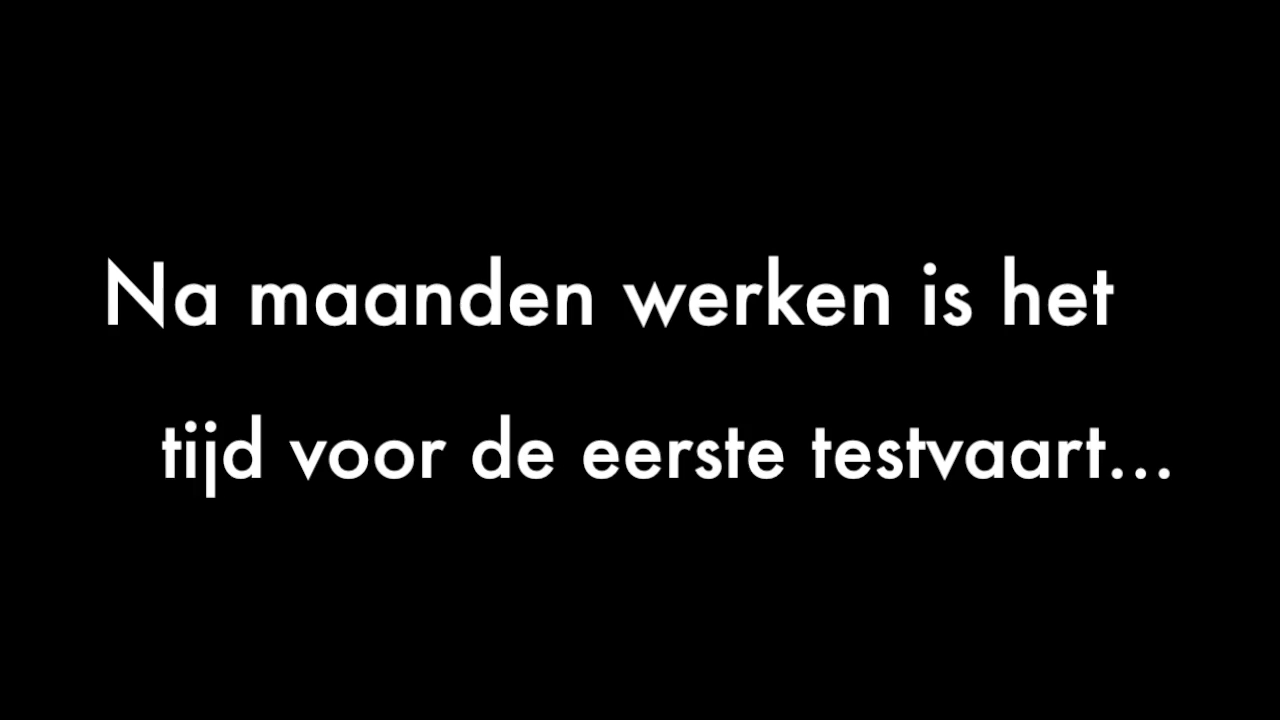 Na maanden werken is het
tijd voor de eerste testvaart...